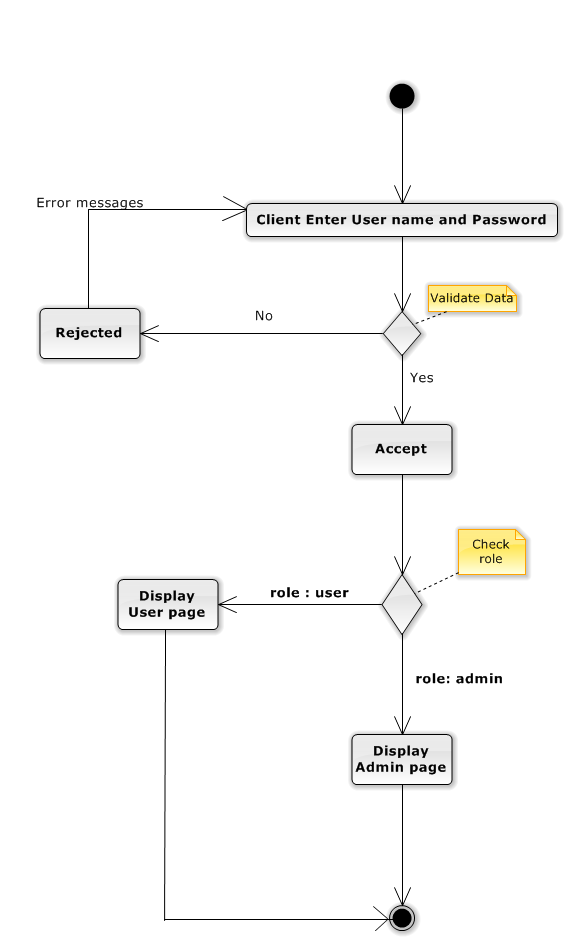 Error messages
Client Enter User name and Password
Validate Data
No
Rejected
Yes
Accept
Check
role
Display
User page
role : user
role: admin
Display
Admin page